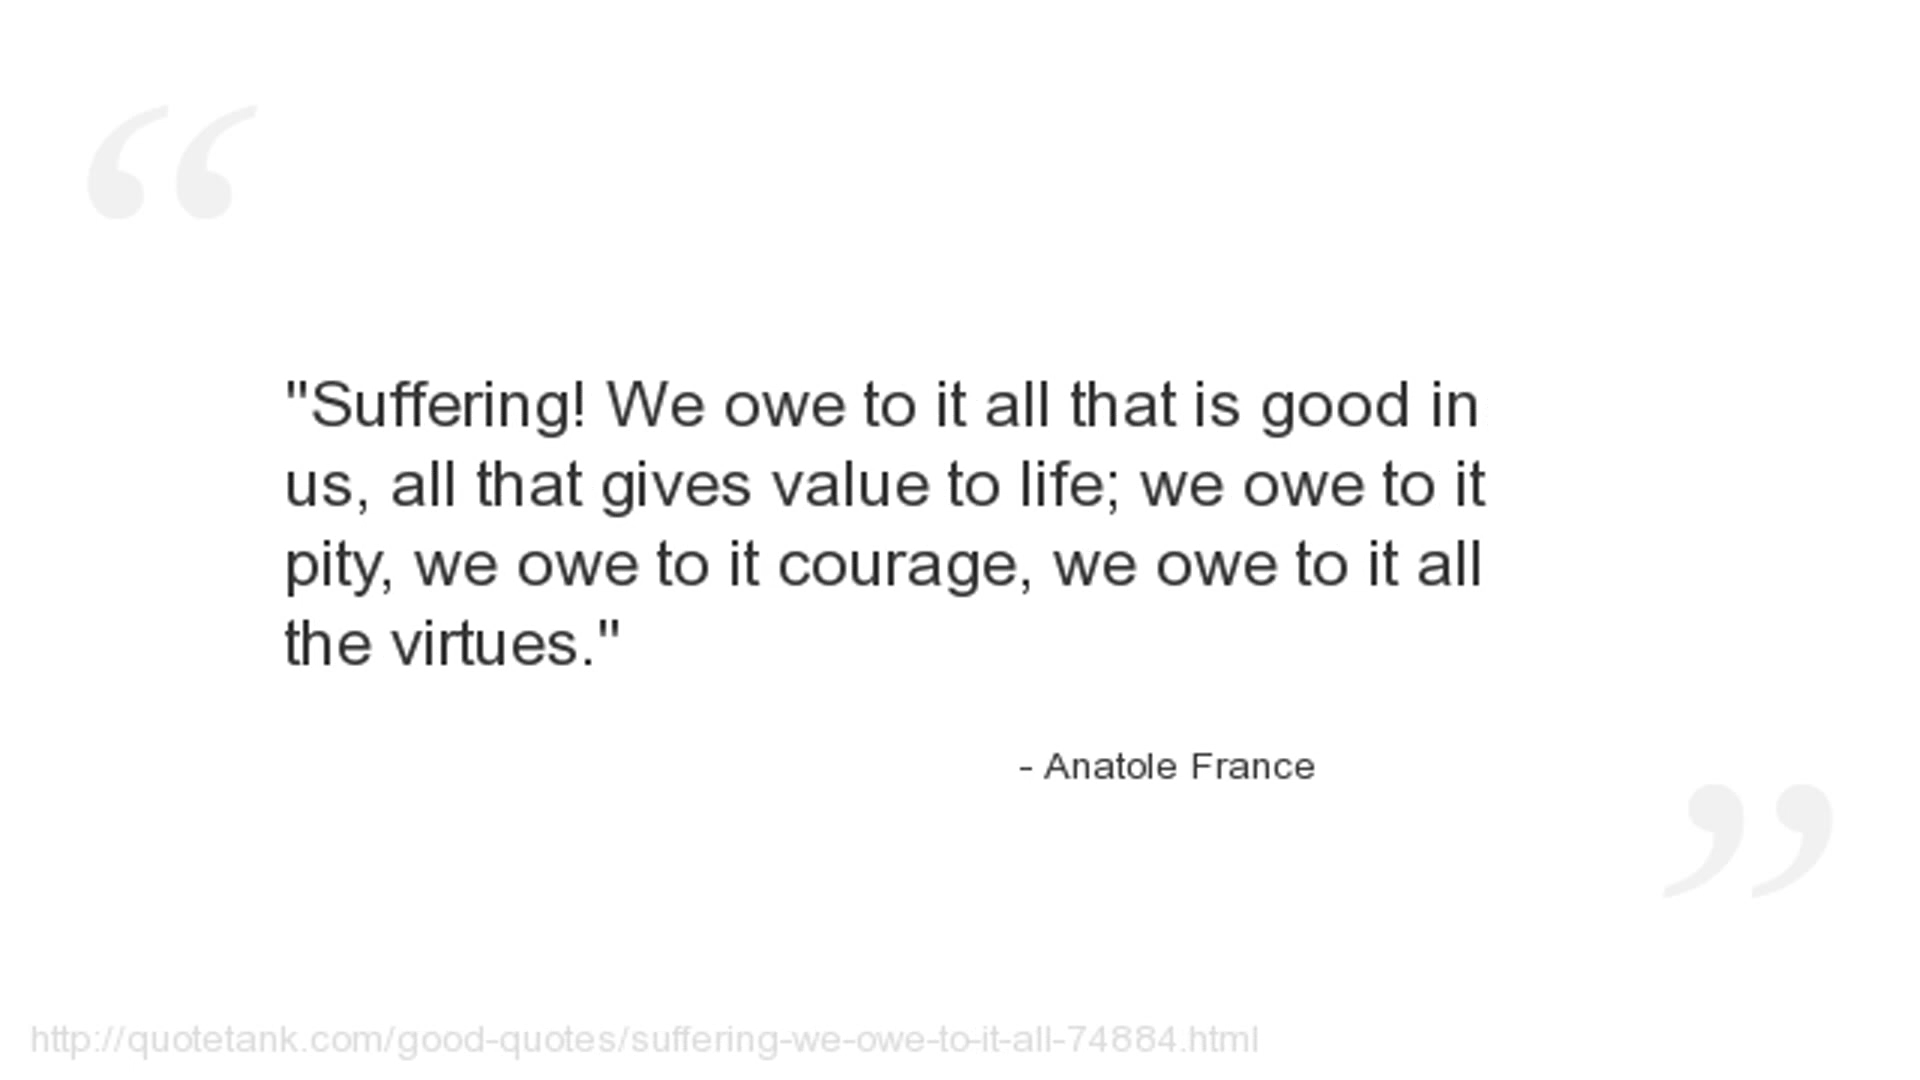 "Suffering! We owe to it all that is good in
us, all that gives value to life; we owe to it
pity, we owe to it courage, we owe to it all
the virtues."
- Anatole France
http://quotetank.com/good-quotes/suffering-we-owe-to-it-all-74884.html